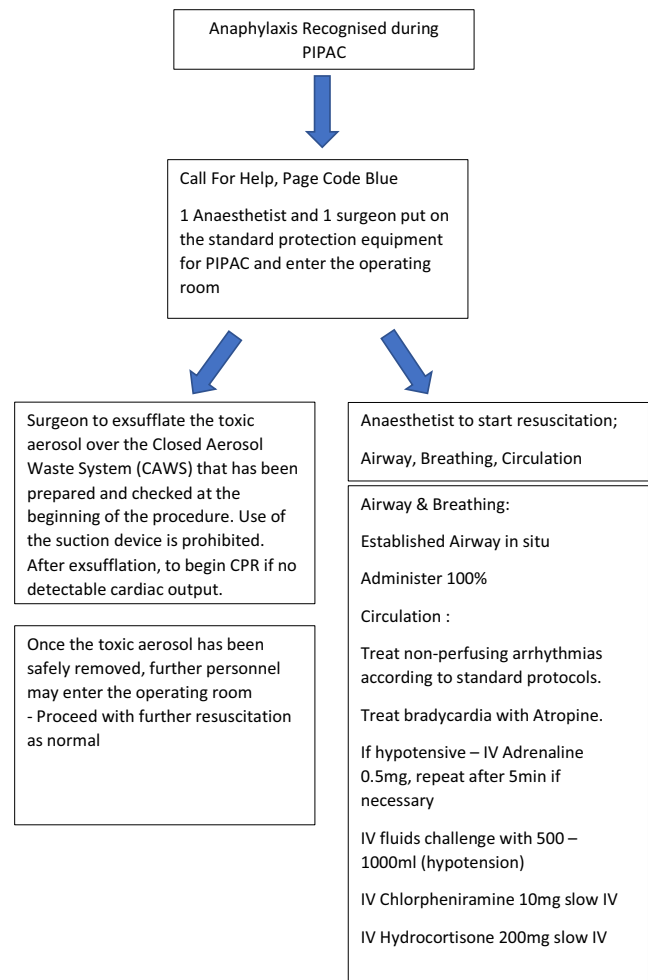 Anaphylaxis Recognised during
PIPAC
Call For Help, Page Code Blue
1 Anaesthetist and 1 surgeon put on
the standard protection equipment
for PIPAC and enter the operating
room
Surgeon to exsufflate the toxic
aerosol over the Closed Aerosol
Waste System (CAWS) that has been
prepared and checked at the
beginning of the procedure. Use of
the suction device is prohibited.
After exsufflation, to begin CPR if no
detectable cardiac output.
Once the toxic aerosol has been
safely removed, further personnel
may enter the operating room
- Proceed with further resuscitation
as normal
Anaesthetist to start resuscitation;
Airway, Breathing, Circulation
Airway & Breathing:
Established Airway in situ
Administer 100%
Circulation :
Treat non-perfusing arrhythmias
according to standard protocols.
Treat bradycardia with Atropine.
If hypotensive – IV Adrenaline
0.5mg, repeat after 5min if
necessary
IV fluids challenge with 500 –
1000ml (hypotension)
IV Chlorpheniramine 10mg slow IV
IV Hydrocortisone 200mg slow IV